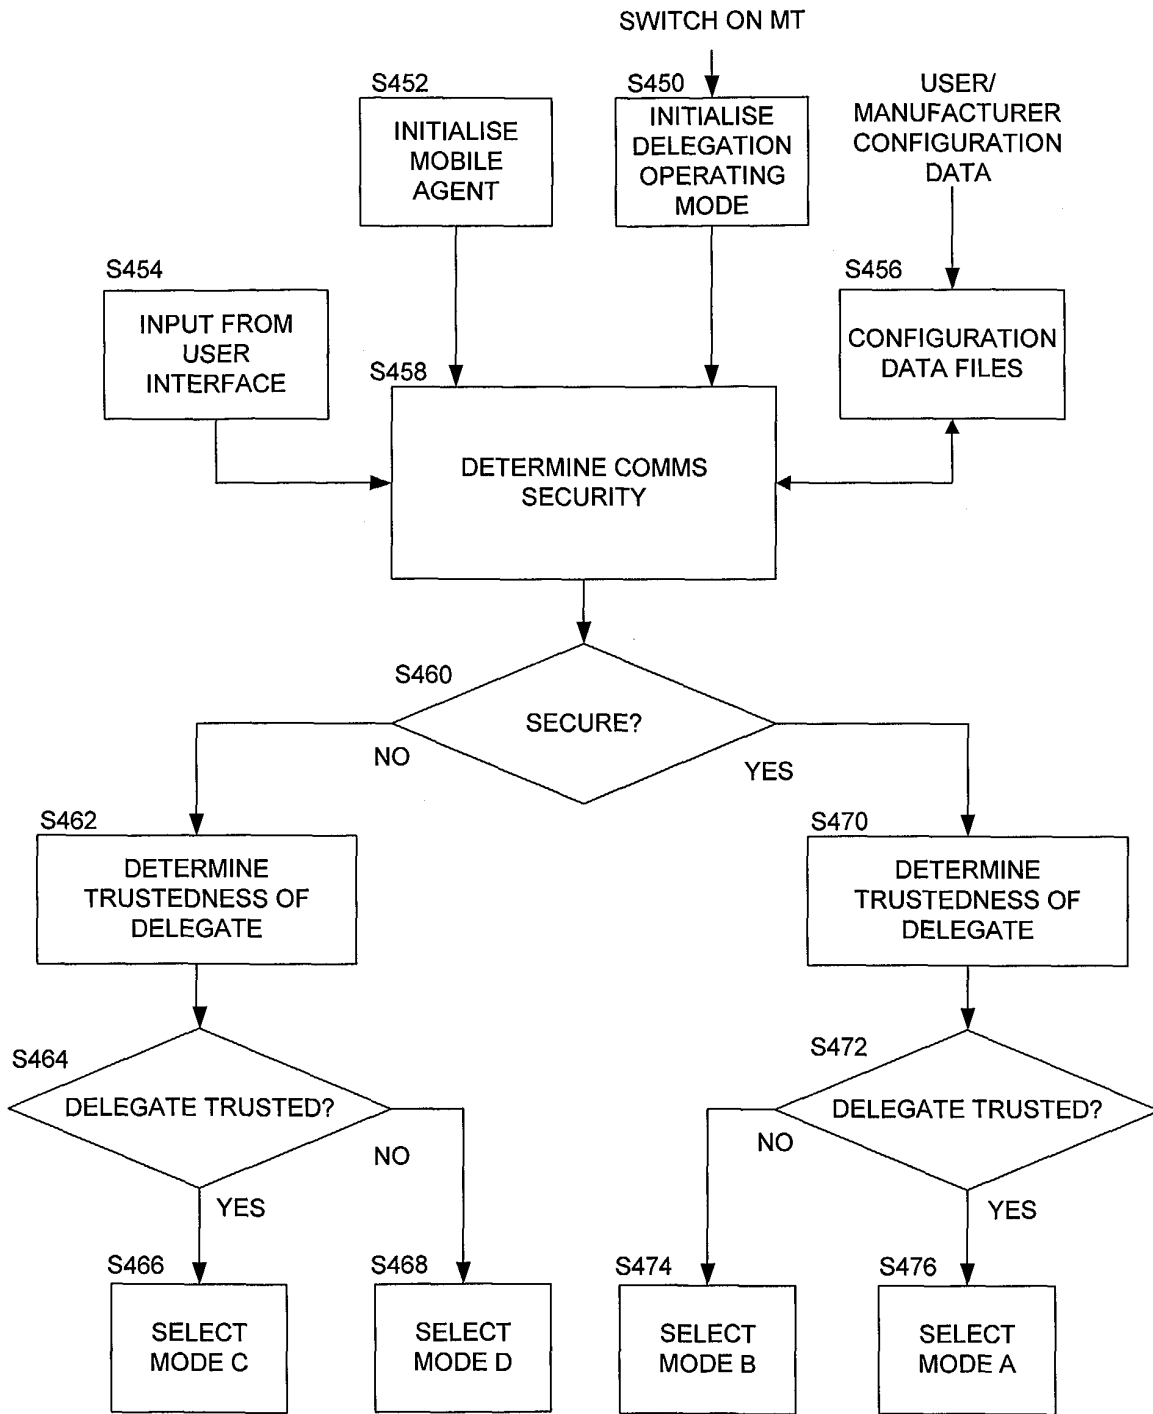 SWITCH ON MT
S452
S450
USER/
MANUFACTURER
CONFIGURATION
DATA
INITIALISE
MOBILE
AGENT
INITIALISE
DELEGATION
OPERATING
MODE
S454
S456
INPUT FROM
USER
INTERFACE
CONFIGURATION
DATA FILES
S458
DETERMINE COMMS
SECURITY
S460
SECURE?
NO
YES
S462
S470
DETERMINE
TRUSTEDNESS OF
DELEGATE
DETERMINE
TRUSTEDNESS OF
DELEGATE
S464
S472
DELEGATE TRUSTED?
DELEGATE TRUSTED?
NO
NO
YES
YES
S466
S468
S474
S476
SELECT
MODE C
SELECT
MODE D
SELECT
MODE B
SELECT
MODE A